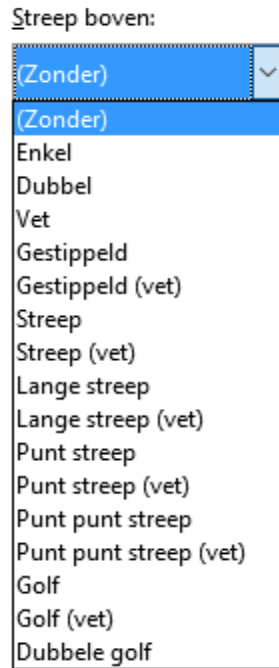 Streep boven:
(Zonder)
(Zonder)
Enkel
Dubbel
Vet
Gestippeld
Gestippeld (vet)
Streep
Streep (vet)
Lange streep
Lange streep (vet)
Punt streep
Punt streep (vet)
Punt punt streep
Punt punt streep (vet)
Golf
Golf (vet)
Dubbele golf